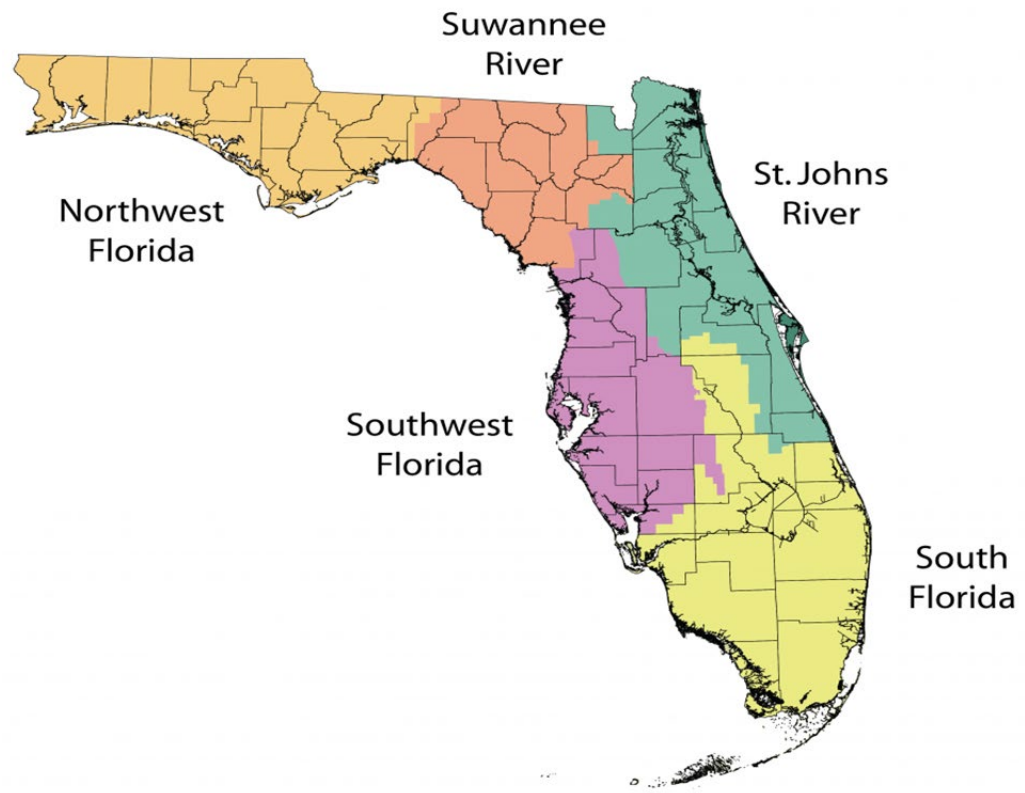 Suwannee
River
St. Johns
River
Northwest
Florida
Southwest
Florida
South
Florida